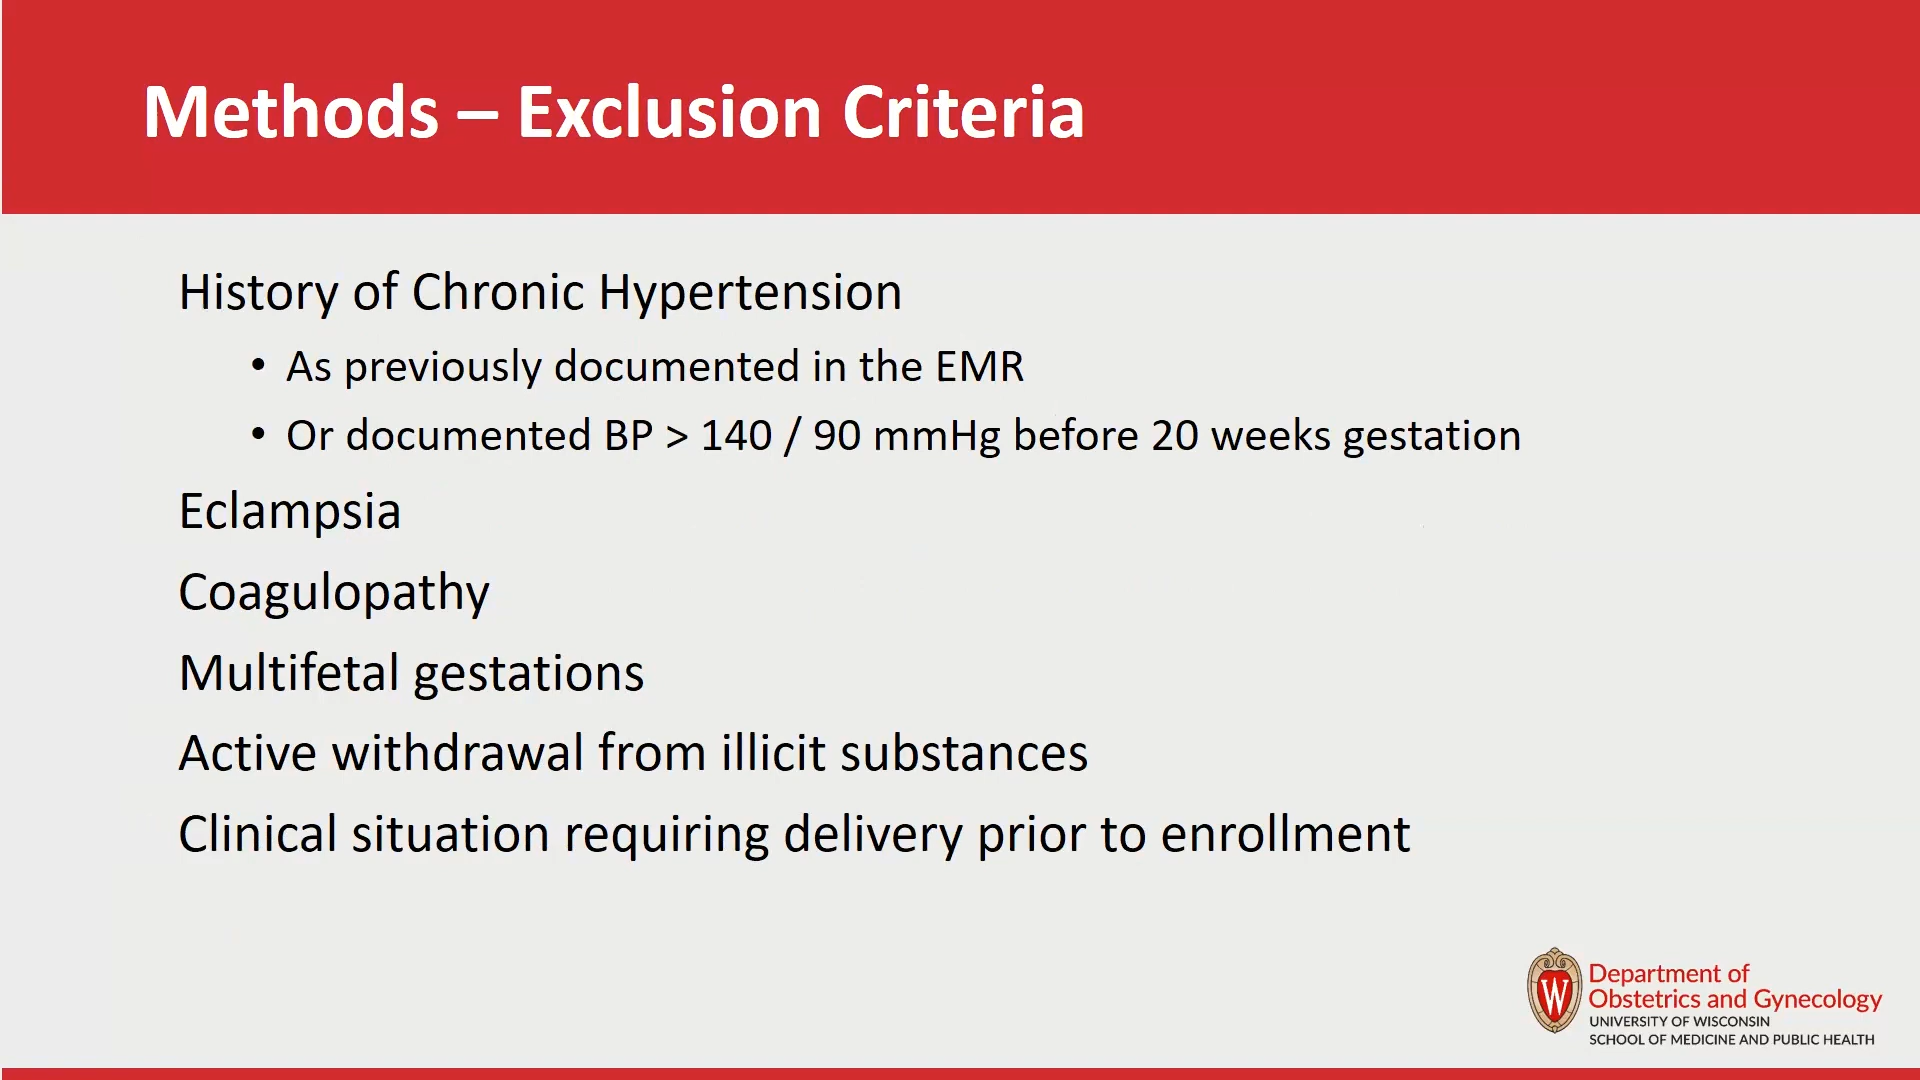 Methods – Exclusion Criteria
History of Chronic Hypertension
• As previously documented in the EMR
• Or documented BP > 140 / 90 mmHg before 20 weeks gestation
Eclampsia
Coagulopathy
Multifetal gestations
Active withdrawal from illicit substances
Clinical situation requiring delivery prior to enrollment
W
Department of
Obstetrics and Gynecology
UNIVERSITY OF WISCONSIN
SCHOOL OF MEDICINE AND PUBLIC HEALTH